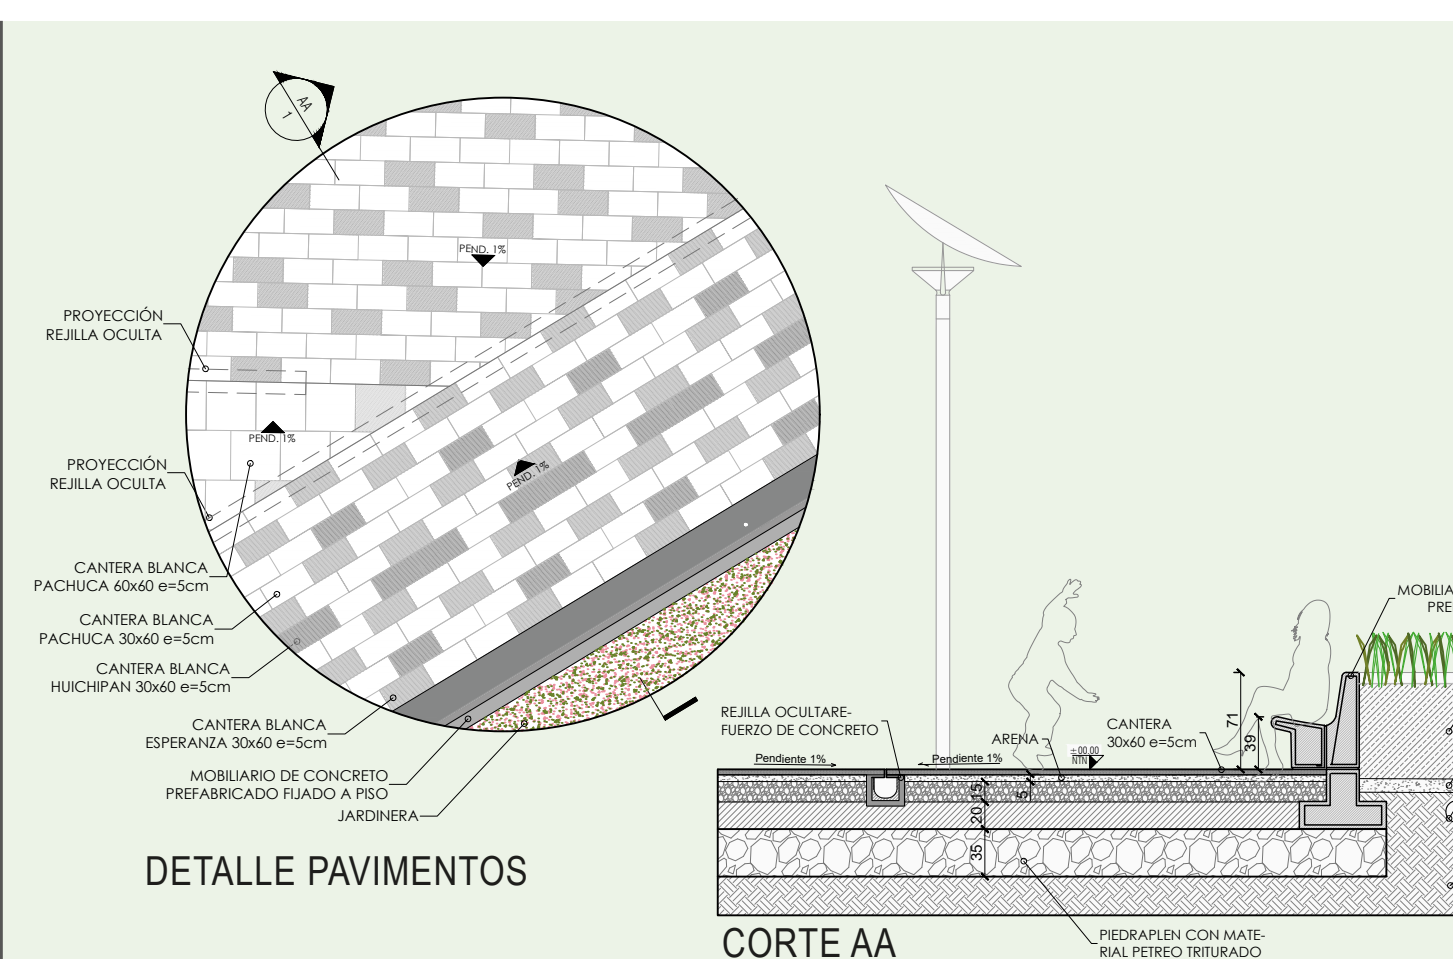 AA
1
PEND. 1%
PROYECCIÓN
REJILLA OCULTA
PEND. 1%
PROYECCIÓN
REJILLA OCULTA
PEND. 1%
CANTERA BLANCA
PACHUCA 60x60 e=5cm
CANTERA BLANCA
PACHUCA 30x60 e=5cm
CANTERA BLANCA
HUICHIPAN 30x60 e=5cm
CANTERA BLANCA
ESPERANZA 30x60 e=5cm
MOBILIARIO DE CONCRETO
PREFABRICADO FIJADO A PISO
JARDINERA
DETALLE PAVIMENTOS
MOBILIA
PRE
REJILLA OCULTARE-
FUERZO DE CONCRETO
ARENA
CANTERA
30x60 e=5cm
71
39
Pendiente 1%
Pendiente 1%
±00.00
NTN
15
5
20
35
PIEDRAPLEN CON MATE-
RIAL PETREO TRITURADO
CORTE AA